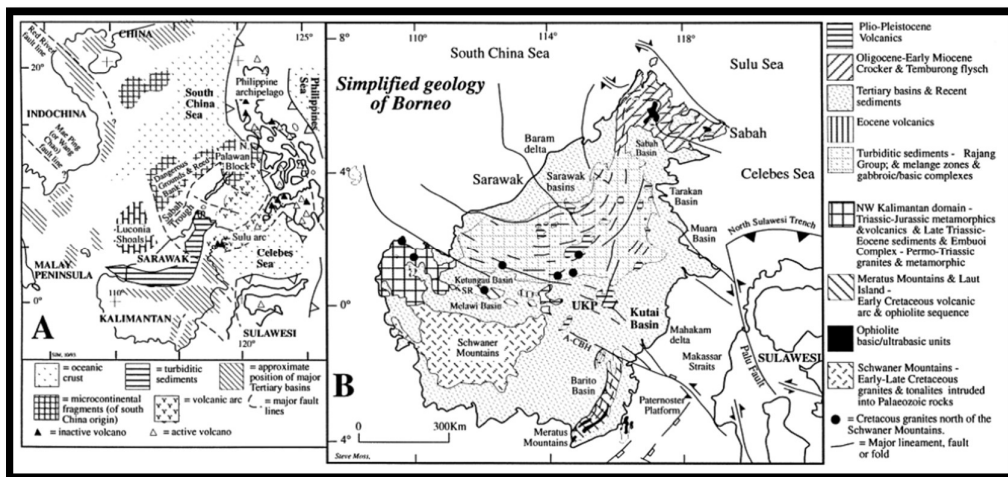 CHINA
125°
Red River
fault line
20°
South
China
Sea
Philippine
archipelago
Philippines
Sea
INDOCHINA
Mae Ping
(or Wang
Chao)
fault line
N.
Palawan
Block
Dangerous
Grounds & Reed
Bank
Sabah
Trough
Luconia
Shoals
Sulu arc
Celbes
Sea
SARAWAK
MALAY
PENINSULA
0°
110°
KALIMANTAN
SULAWESI
120°
A
= oceanic
crust
= turbiditic
sediments
= approximate
position of major
Tertiary basins
= microcontinental
fragments (of south
China origin)
= volcanic arc
= major fault
lines
= inactive volcano
= active volcano
8°
110°
114°
118°
South China Sea
Sulu Sea
Simplified geology
of Borneo
Sabah
Baram
delta
Sabah
Basin
4°
Sarawak
Sarawak
basins
Celebes Sea
Tarakan
Basin
Muara
Basin
North Sulawesi Trench
Ketungau Basin
SR
Melawi Basin
0°
UKP
Kutai
Basin
Schwaner
Mountains
A-CBH
Mahakam
delta
Makassar
Straits
Palu Fault
SULAWESI
B
Barito
Basin
Paternoster
Platform
Meratus
Mountains
0
300Km
4°
Steve Moss,
Plio-Pleistocene
Volcanics
Oligocene-Early Miocene
Crocker & Temburong flysch
Tertiary basins & Recent
sediments
Eocene volcanics
Turbiditic sediments - Rajang
Group; & melange zones &
gabbroic/basic complexes
NW Kalimantan domain -
Triassic-Jurassic metamorphics
&volcanics & Late Triassic-
Eocene sediments & Embuoi
Complex - Permo-Triassic
granites & metamorphic
Meratus Mountains & Laut
Island -
Early Cretaceous volcanic
arc & ophiolite sequence
Ophiolite
basic/ultrabasic units
Schwaner Mountains -
Early-Late Cretaceous
granites & tonalites intruded
into Palaeozoic rocks
= Cretacous granites north of the
Schwaner Mountains.
= Major lineament, fault
or fold